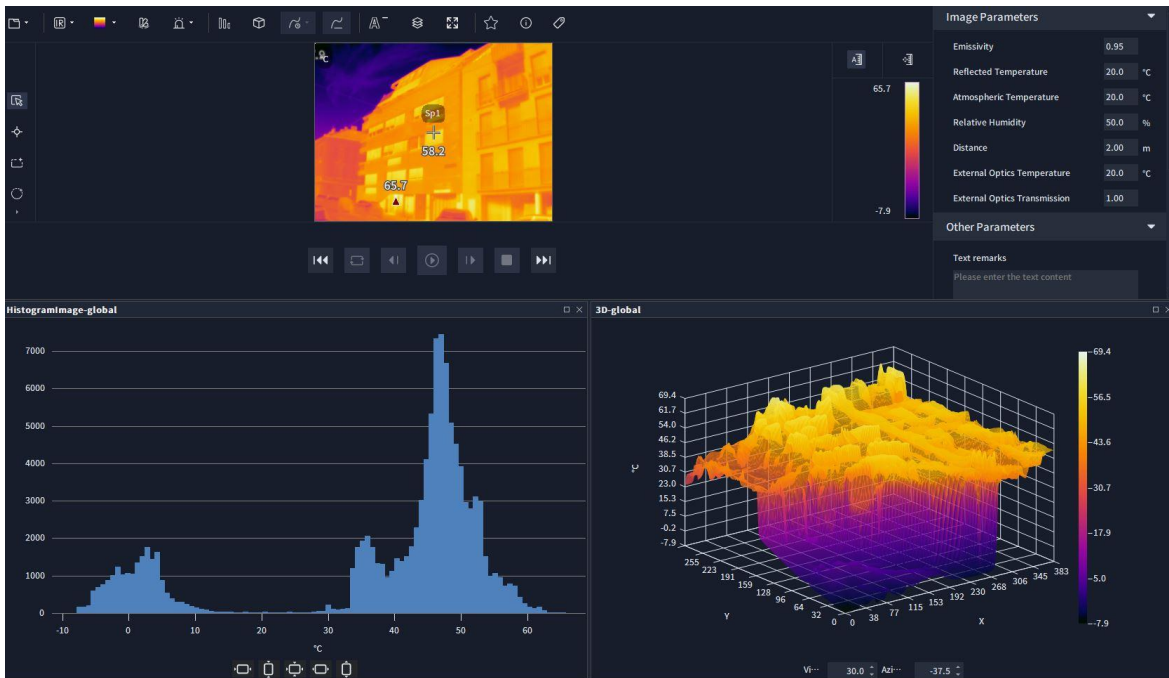 IR
A
Image Parameters
Emissivity 0.95
Reflected Temperature 20.0 °C
Atmospheric Temperature 20.0 °C
Relative Humidity 50.0 %
Distance 2.00 m
External Optics Temperature 20.0 °C
External Optics Transmission 1.00
Other Parameters
Text remarks
Please enter the text content
°C
Sp1
58.2
65.7
A
65.7
-7.9
HistogramImage-global
7000
6000
5000
4000
3000
2000
1000
0
-10 0 10 20 30 40 50 60
°C
3D-global
69.4
61.7
54.0
46.2
38.5
30.7
23.0
15.3
7.5
-0.2
-7.9
°C
255 223 191 159 128 96 64 32 0
Y
0 38 77 115 153 192 230 268 306 345 383
X
69.4
56.5
43.6
30.7
17.9
5.0
-7.9
Vi··· 30.0 Azi··· -37.5